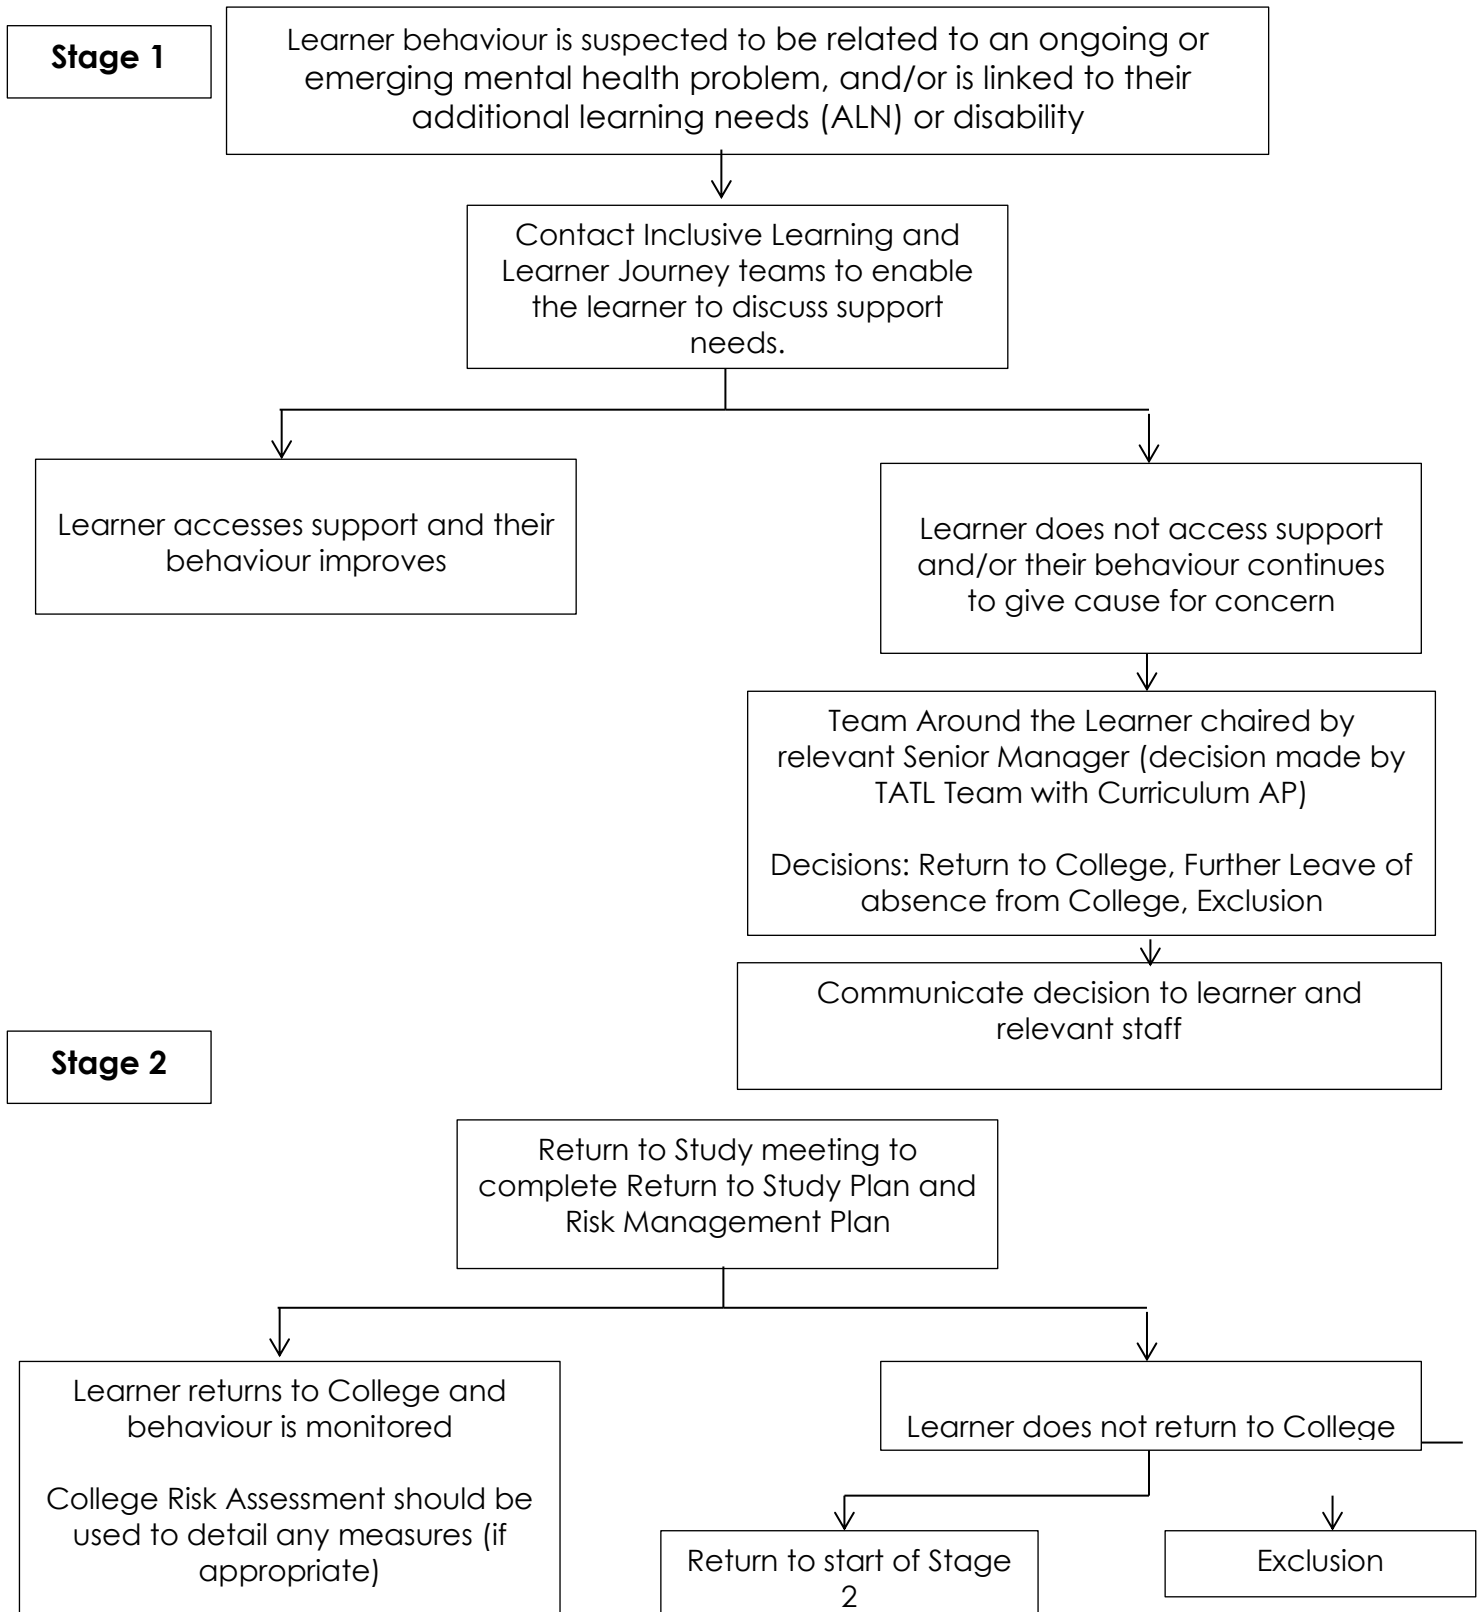 Stage 1
Learner behaviour is suspected to be related to an ongoing or
emerging mental health problem, and/or is linked to their
additional learning needs (ALN) or disability
Contact Inclusive Learning and
Learner Journey teams to enable
the learner to discuss support
needs.
Learner accesses support and their
behaviour improves
Learner does not access support
and/or their behaviour continues
to give cause for concern
Team Around the Learner chaired by
relevant Senior Manager (decision made by
TATL Team with Curriculum AP)
Decisions: Return to College, Further Leave of
absence from College, Exclusion
Communicate decision to learner and
relevant staff
Stage 2
Return to Study meeting to
complete Return to Study Plan and
Risk Management Plan
Learner returns to College and
behaviour is monitored
College Risk Assessment should be
used to detail any measures (if
appropriate)
Learner does not return to College
Return to start of Stage
2
Exclusion